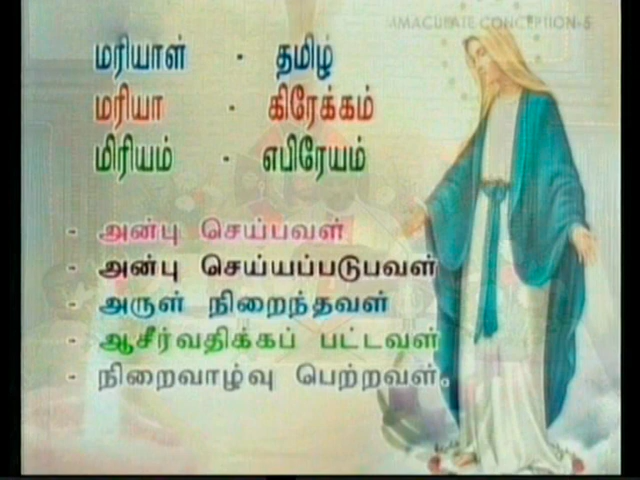 AMACULATE CONCEPTION-5
மரியாள் - தமிழ்
மரியா - கிரேக்கம்
மிரியம் - எபிரேயம்
- அன்பு செய்பவள்
- அன்பு செய்யப்படுபவள்
- அருள் நிறைந்தவள்
- ஆசீர்வதிக்கப் பட்டவள்
- நிறைவாழ்வு பெற்றவள்.